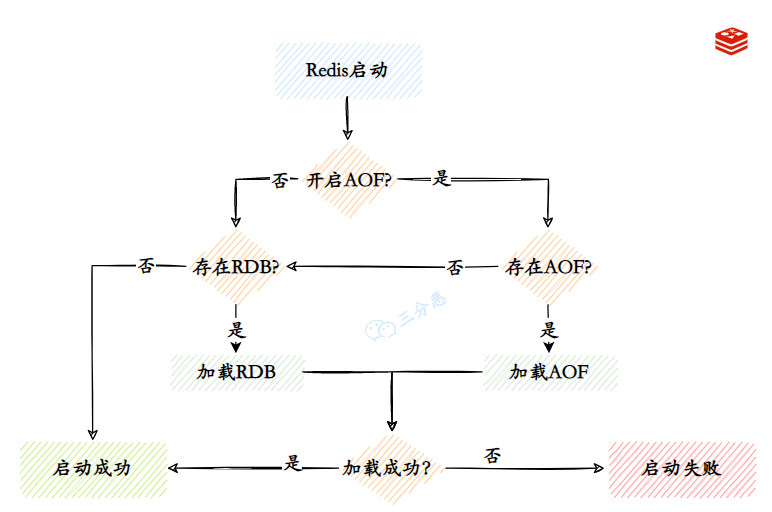 Redis启动
否
开启AOF?
是
否
存在RDB?
否
存在AOF?
三分恶
是
是
加载RDB
加载AOF
启动成功
是
加载成功?
否
启动失败